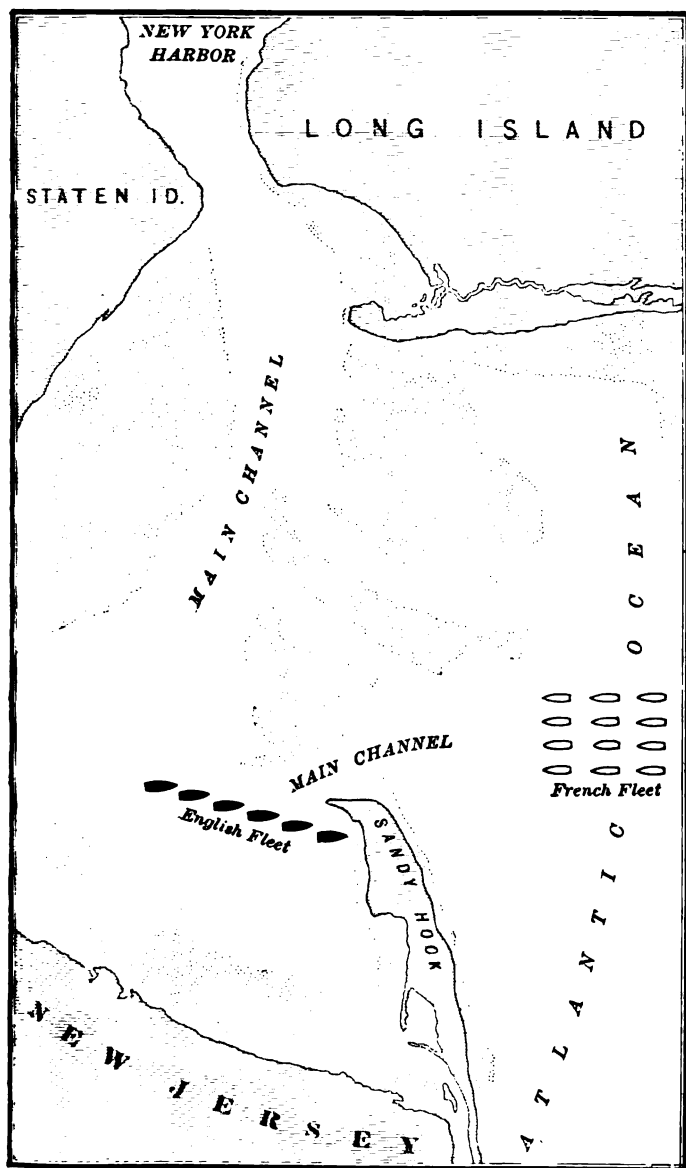 NEW YORK
HARBOR
LONG ISLAND
STATEN ID.
MAIN CHANNEL
OCEAN
MAIN CHANNEL
French Fleet
English Fleet
SANDY HOOK
ATLANTIC
NEW JERSEY